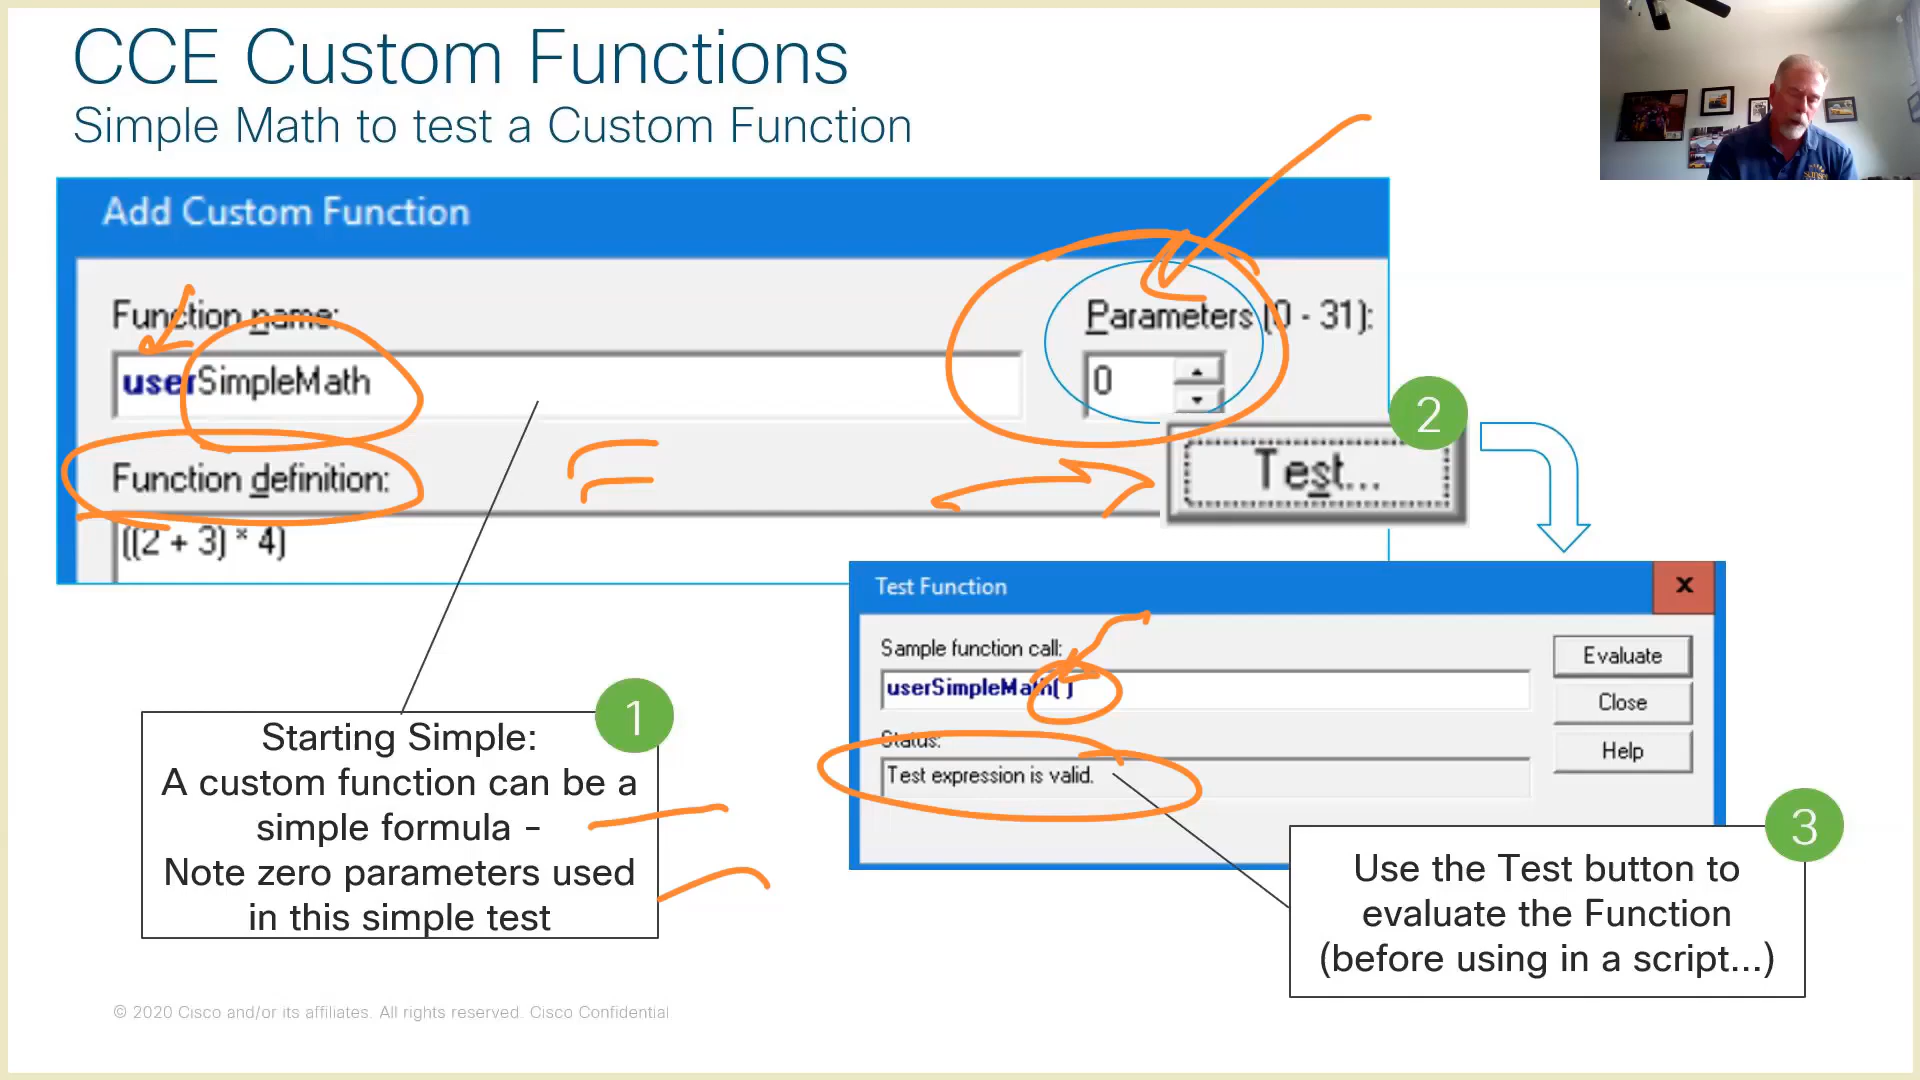 CCE Custom Functions
Simple Math to test a Custom Function
Add Custom Function
Function name:
Parameters (0 - 31):
userSimpleMath
0
2
Function definition:
Test...
((2 + 3) * 4)
Test Function
x
Sample function call:
Evaluate
userSimpleMath( )
Close
Status:
Help
Test expression is valid.
1
Starting Simple:
A custom function can be a
simple formula –
Note zero parameters used
in this simple test
3
Use the Test button to
evaluate the Function
(before using in a script...)
© 2020 Cisco and/or its affiliates. All rights reserved. Cisco Confidential